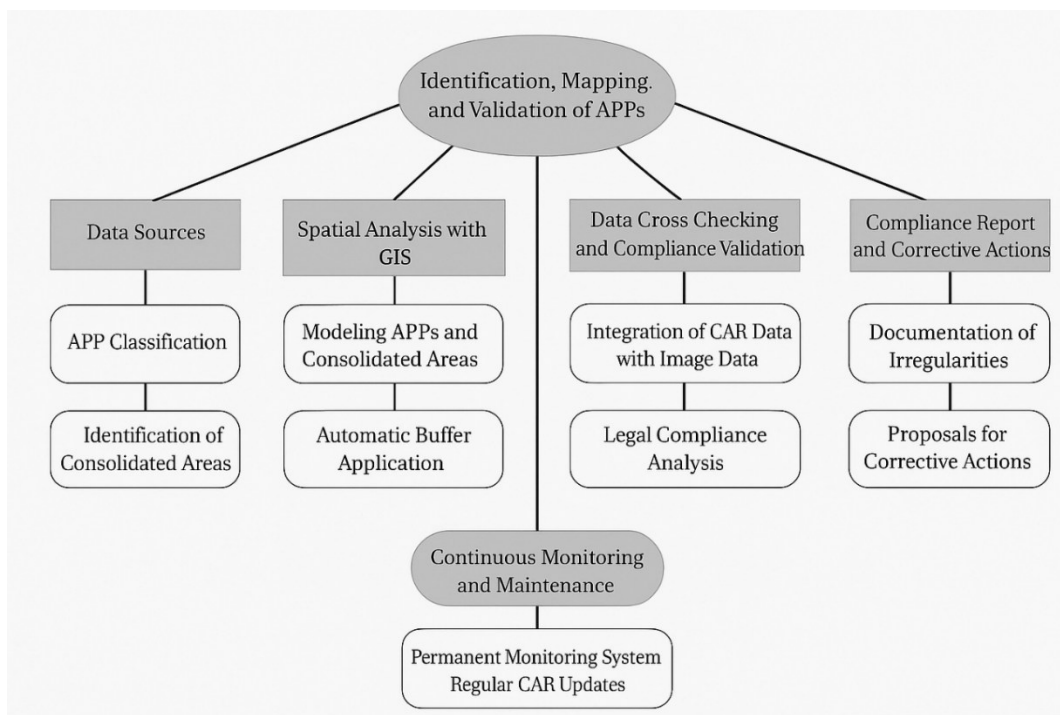 Identification, Mapping.
and Validation of APPs
Data Sources
APP Classification
Identification of
Consolidated Areas
Spatial Analysis with
GIS
Modeling APPs and
Consolidated Areas
Automatic Buffer
Application
Data Cross Checking
and Compliance Validation
Integration of CAR Data
with Image Data
Legal Compliance
Analysis
Compliance Report
and Corrective Actions
Documentation of
Irregularities
Proposals for
Corrective Actions
Continuous Monitoring
and Maintenance
Permanent Monitoring System
Regular CAR Updates